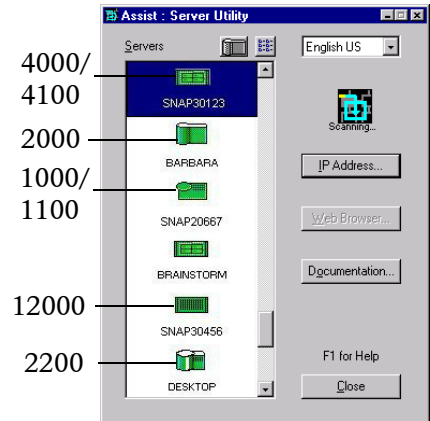 Assist : Server Utility
Servers
English US
4000/
4100
SNAP30123
Scanning...
2000
BARBARA
IP Address...
1000/
1100
SNAP20667
Web Browser...
BRAINSTORM
Documentation...
12000
SNAP30456
2200
F1 for Help
DESKTOP
Close